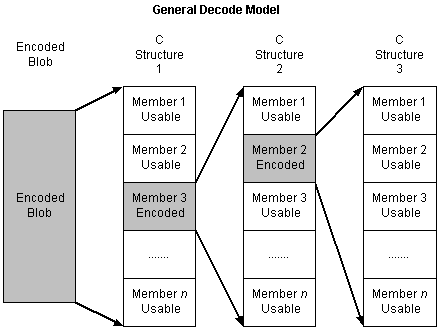 General Decode Model
Encoded
Blob
C
Structure
1
C
Structure
2
C
Structure
3
Encoded
Blob
Member 1
Usable
Member 2
Usable
Member 3
Encoded
.......
Member n
Usable
Member 1
Usable
Member 2
Encoded
Member 3
Usable
.......
Member n
Usable
Member 1
Usable
Member 2
Usable
Member 3
Usable
.......
Member n
Usable